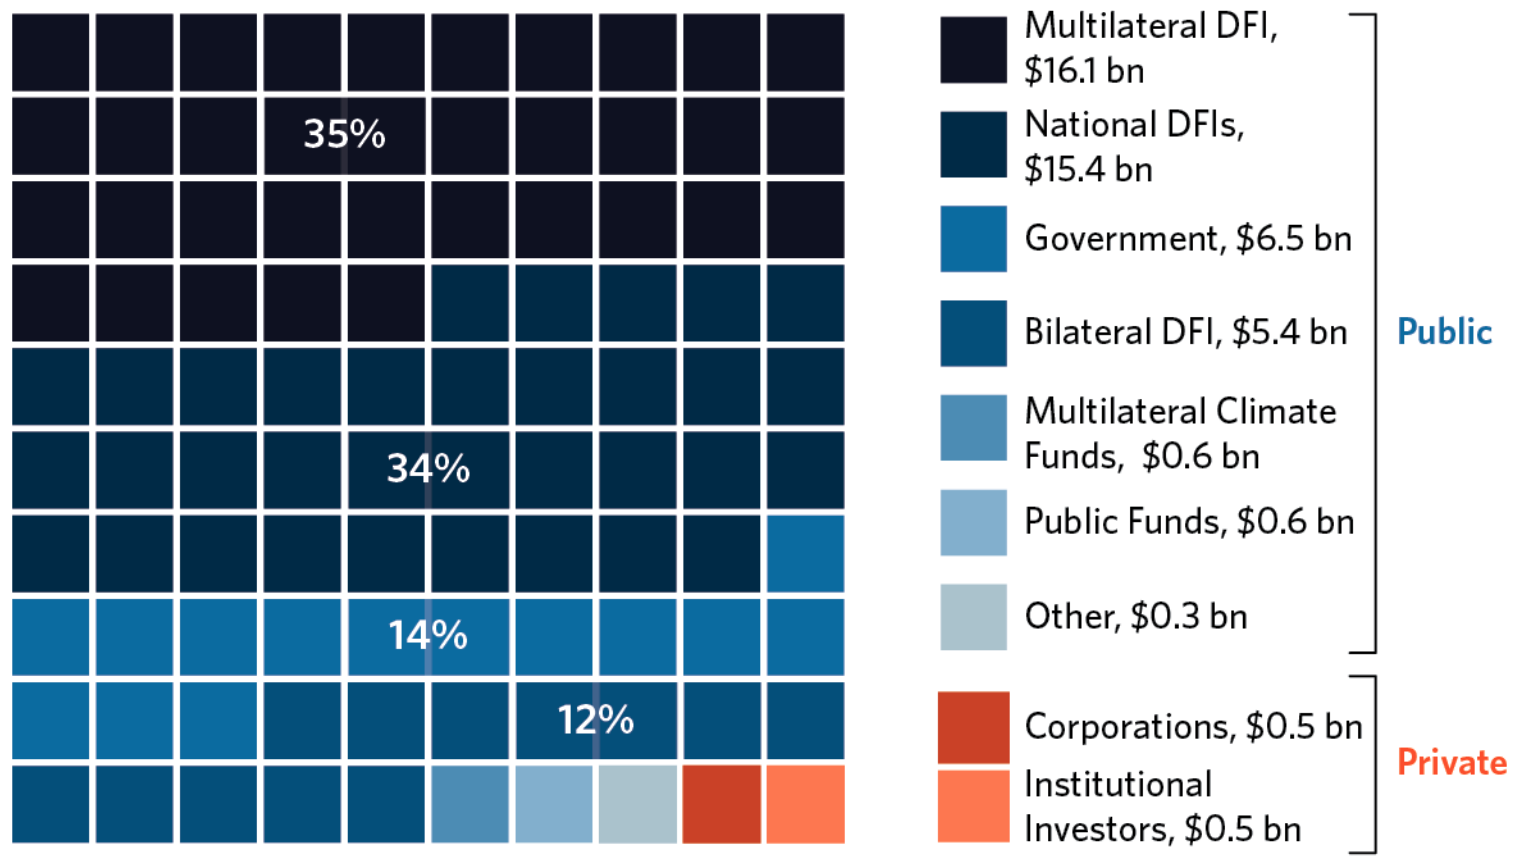 35%
34%
14%
12%
Multilateral DFI,
$16.1 bn
National DFIs,
$15.4 bn
Government, $6.5 bn
Bilateral DFI, $5.4 bn
Multilateral Climate
Funds,  $0.6 bn
Public Funds, $0.6 bn
Other, $0.3 bn
Public
Corporations, $0.5 bn
Institutional
Investors, $0.5 bn
Private